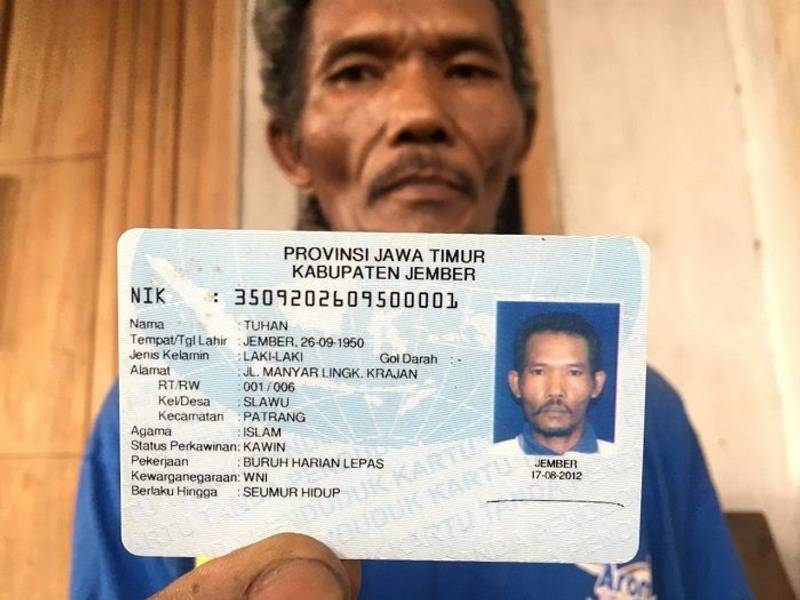 PROVINSI JAWA TIMUR
KABUPATEN JEMBER
NIK : 3509202609500001
Nama : TUHAN
Tempat/Tgl Lahir : JEMBER, 26-09-1950
Jenis Kelamin : LAKI-LAKI Gol Darah : -
Alamat : JL. MANYAR LINGK. KRAJAN
RT/RW : 001 / 006
Kel/Desa : SLAWU
Kecamatan : PATRANG
Agama : ISLAM
Status Perkawinan: KAWIN
Pekerjaan : BURUH HARIAN LEPAS
Kewarganegaraan: WNI
Berlaku Hingga : SEUMUR HIDUP
JEMBER
17-08-2012